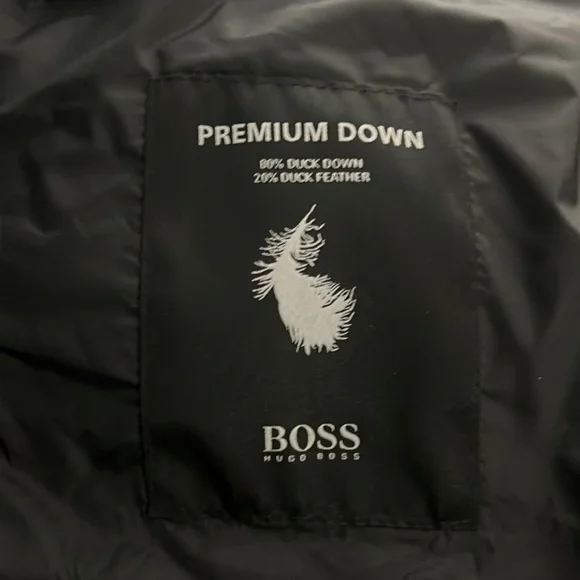 PREMIUM DOWN
80% DUCK DOWN
20% DUCK FEATHER
BOSS
HUGO BOSS